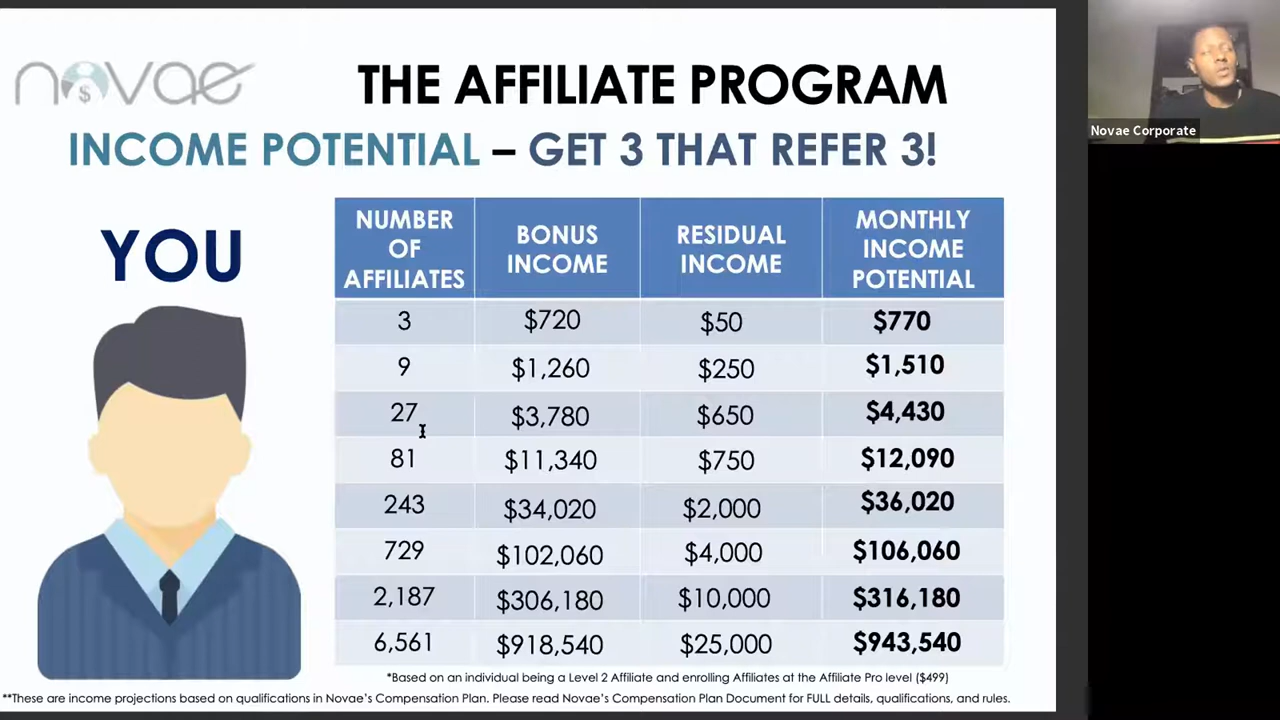 novae
THE AFFILIATE PROGRAM
INCOME POTENTIAL – GET 3 THAT REFER 3!
YOU
NUMBER OF AFFILIATES BONUS INCOME RESIDUAL INCOME MONTHLY INCOME POTENTIAL
3 $720 $50 $770
9 $1,260 $250 $1,510
27 $3,780 $650 $4,430
81 $11,340 $750 $12,090
243 $34,020 $2,000 $36,020
729 $102,060 $4,000 $106,060
2,187 $306,180 $10,000 $316,180
6,561 $918,540 $25,000 $943,540
*Based on an individual being a Level 2 Affiliate and enrolling Affiliates at the Affiliate Pro level ($499)
**These are income projections based on qualifications in Novae's Compensation Plan. Please read Novae's Compensation Plan Document for FULL details, qualifications, and rules.
Novae Corporate